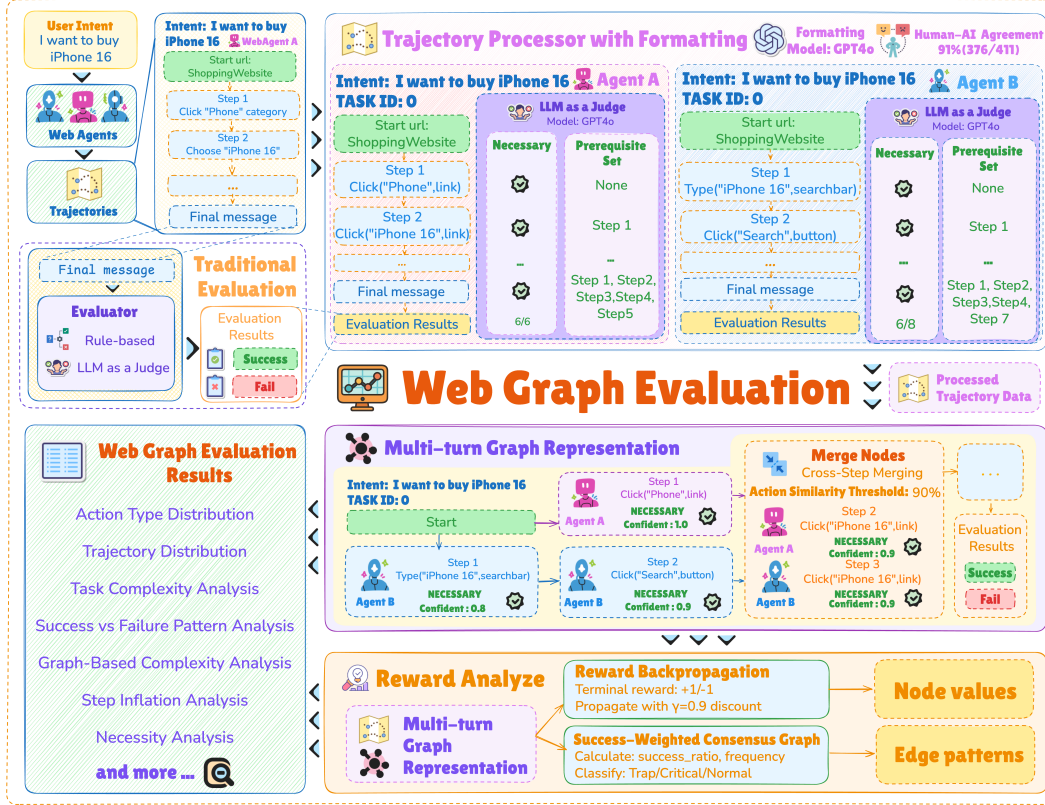 User Intent
I want to buy
iPhone 16
Web Agents
Trajectories
Intent: I want to buy
iPhone 16
WebAgent A
Start url:
ShoppingWebsite
Step 1
Click "Phone" category
Step 2
Choose "iPhone 16"
...
Final message
Final message
Evaluator
Rule-based
LLM as a Judge
Traditional
Evaluation
Evaluation
Results
Success
Fail
Trajectory Processor with Formatting
Formatting
Model: GPT4o
Human-AI Agreement
91%(376/411)
Intent: I want to buy iPhone 16
Agent A
TASK ID: 0
Start url:
ShoppingWebsite
Step 1
Click("Phone",link)
Step 2
Click("iPhone 16",link)
...
Final message
Evaluation Results
LLM as a Judge
Model: GPT4o
Necessary
...
6/6
Prerequisite
Set
None
Step 1
...
Step 1, Step2,
Step3,Step4,
Step5
Intent: I want to buy iPhone 16
Agent B
TASK ID: 0
Start url:
ShoppingWebsite
Step 1
Type("iPhone 16",searchbar)
Step 2
Click("Search",button)
...
Final message
Evaluation Results
LLM as a Judge
Model: GPT4o
Necessary
...
6/8
Prerequisite
Set
None
Step 1
...
Step 1, Step2,
Step3,Step4,
Step 7
Web Graph Evaluation
Processed
Trajectory Data
Web Graph Evaluation
Results
Action Type Distribution
Trajectory Distribution
Task Complexity Analysis
Success vs Failure Pattern Analysis
Graph-Based Complexity Analysis
Step Inflation Analysis
Necessity Analysis
and more ...
Multi-turn Graph Representation
Intent: I want to buy iPhone 16
TASK ID: 0
Start
Agent A
Step 1
Click("Phone",link)
NECESSARY
Confident : 1.0
Step 1
Type("iPhone 16",searchbar)
Agent B
NECESSARY
Confident : 0.8
Step 2
Click("Search",button)
Agent B
NECESSARY
Confident : 0.9
Merge Nodes
Cross-Step Merging
Action Similarity Threshold: 90%
Step 2
Click("iPhone 16",link)
Agent A
NECESSARY
Confident : 0.9
Step 3
Click("iPhone 16",link)
Agent B
NECESSARY
Confident : 0.9
...
Evaluation
Results
Success
Fail
Reward Analyze
Multi-turn
Graph
Representation
Reward Backpropagation
Terminal reward: +1/-1
Propagate with γ=0.9 discount
Success-Weighted Consensus Graph
Calculate: success_ratio, frequency
Classify: Trap/Critical/Normal
Node values
Edge patterns